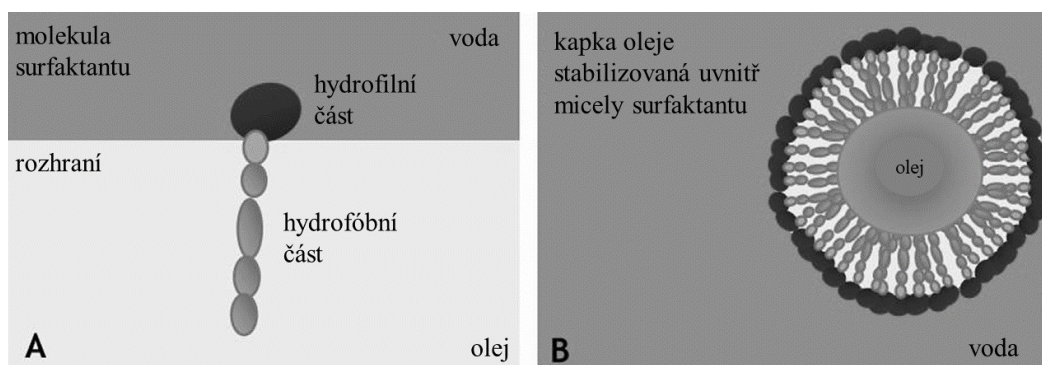 molekula
surfaktantu
voda
hydrofilní
část
rozhraní
hydrofóbní
část
A
olej
kapka oleje
stabilizovaná uvnitř
micely surfaktantu
olej
B
voda